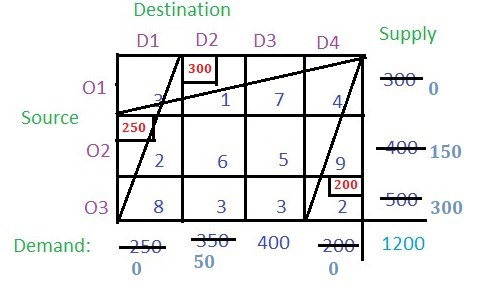 Destination
D1 D2 D3 D4 Supply
300
O1 3 1 7 4 300 0
Source
250
O2 2 6 5 9 400 150
200
O3 8 3 3 2 500 300
Demand: 250 350 400 200 1200
0 50 0